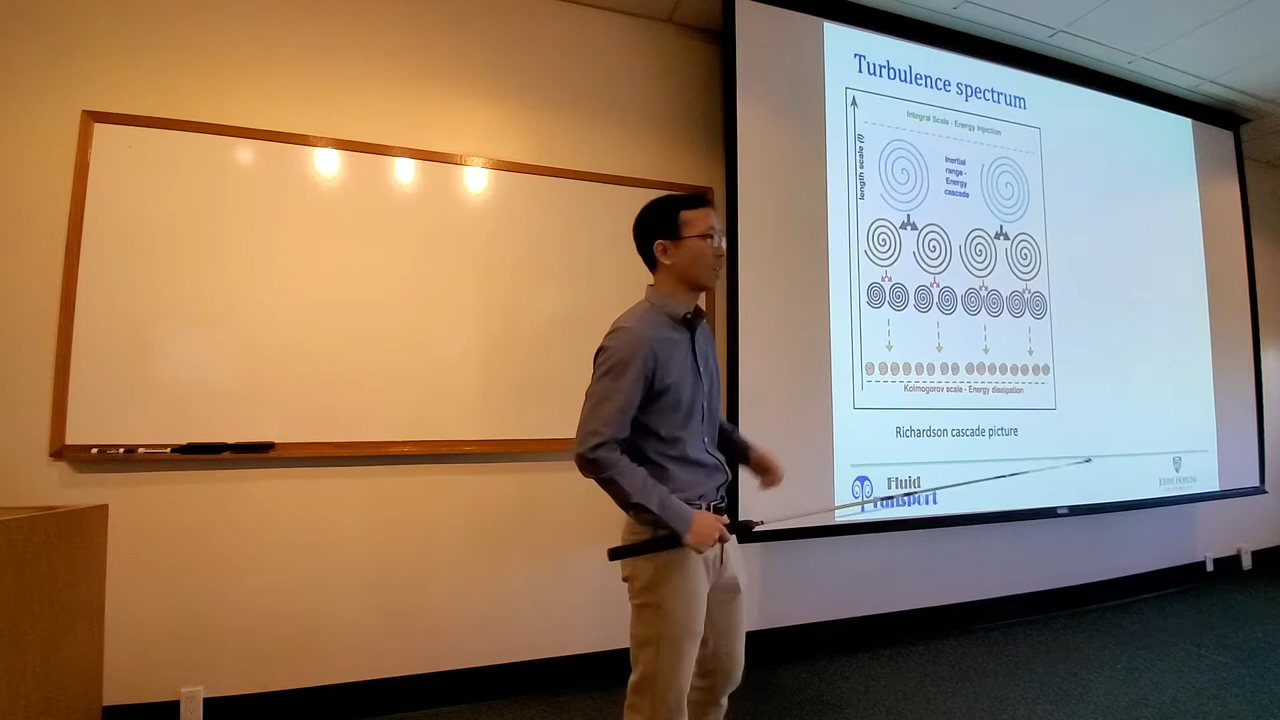 Turbulence spectrum
Integral Scale - Energy Injection
length scale (l)
Inertial
range -
Energy
cascade
Kolmogorov scale - Energy dissipation
Richardson cascade picture
Fluid
Transport
JOHNS HOPKINS